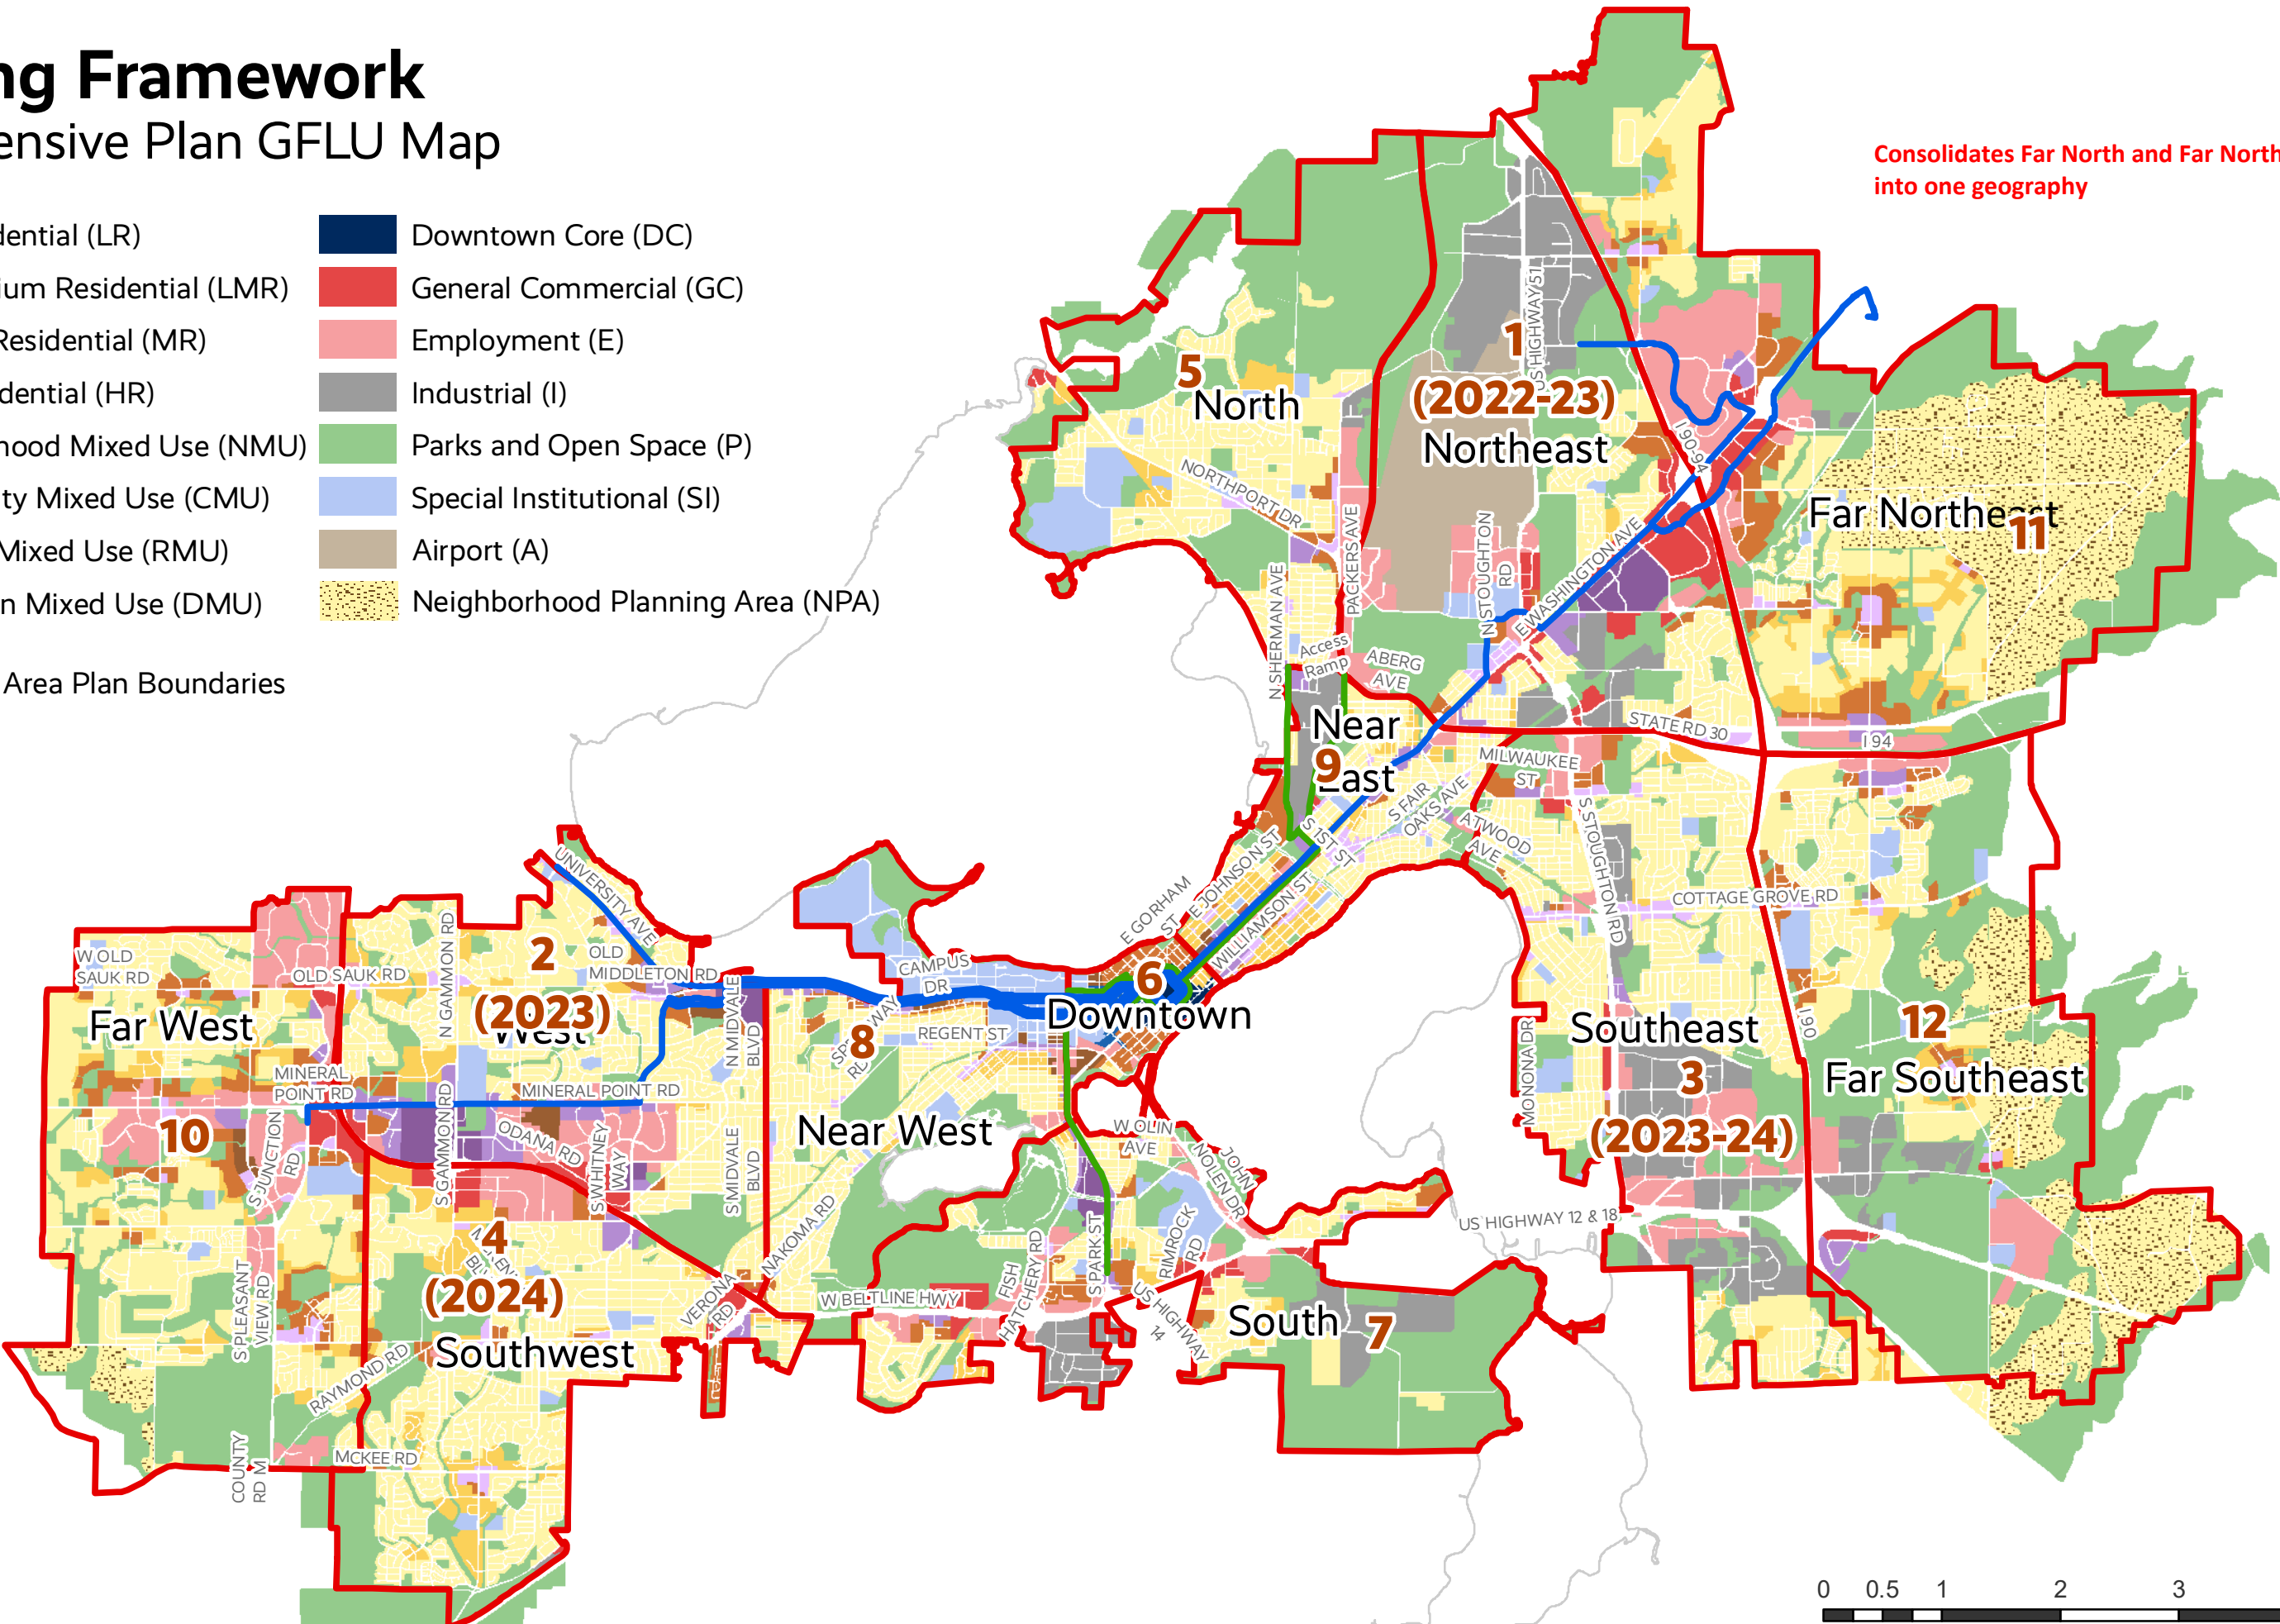 ng Framework
ensive Plan GFLU Map
dential (LR)
ium Residential (LMR)
Residential (MR)
dential (HR)
hood Mixed Use (NMU)
ty Mixed Use (CMU)
Mixed Use (RMU)
n Mixed Use (DMU)
Area Plan Boundaries
Downtown Core (DC)
General Commercial (GC)
Employment (E)
Industrial (I)
Parks and Open Space (P)
Special Institutional (SI)
Airport (A)
Neighborhood Planning Area (NPA)
Consolidates Far North and Far North
into one geography
5
North
1
(2022-23)
Northeast
US HIGHWAY 51
I 90-94
Far Northeast
11
NORTHPORT DR
PACKERS AVE
N SHERMAN AVE
N STOUGHTON
RD
E WASHINGTON AVE
Access
Ramp
ABERG
AVE
STATE RD 30
I 94
Near
9
East
MILWAUKEE
ST
S FAIR
OAKS AVE
ATWOOD
AVE
S 1ST ST
S STOUGHTON RD
COTTAGE GROVE RD
E JOHNSON ST
E GORHAM
ST
WILLIAMSON ST
UNIVERSITY AVE
2
(2023)
West
OLD
MIDDLETON RD
W OLD
SAUK RD
OLD SAUK RD
N GAMMON RD
Far West
10
MINERAL
POINT RD
MINERAL POINT RD
N MIDVALE
BLVD
CAMPUS
DR
REGENT ST
8
RD
WAY
Near West
6
Downtown
S GAMMON RD
ODANA RD
S WHITNEY
WAY
S MIDVALE
BLVD
S JUNCTION
RD
4
(2024)
Southwest
S PLEASANT
VIEW RD
RAYMOND RD
MCKEE RD
COUNTY
RD M
VERONA
RD
NAKOMA RD
W BELTLINE HWY
FISH
HATCHERY RD
S PARK ST
W OLIN
AVE
JOHN
NOLEN DR
RIMROCK
RD
US HIGHWAY
14
South
7
US HIGHWAY 12 & 18
MONONA DR
Southeast
3
(2023-24)
I 90
12
Far Southeast
0 0.5 1 2 3